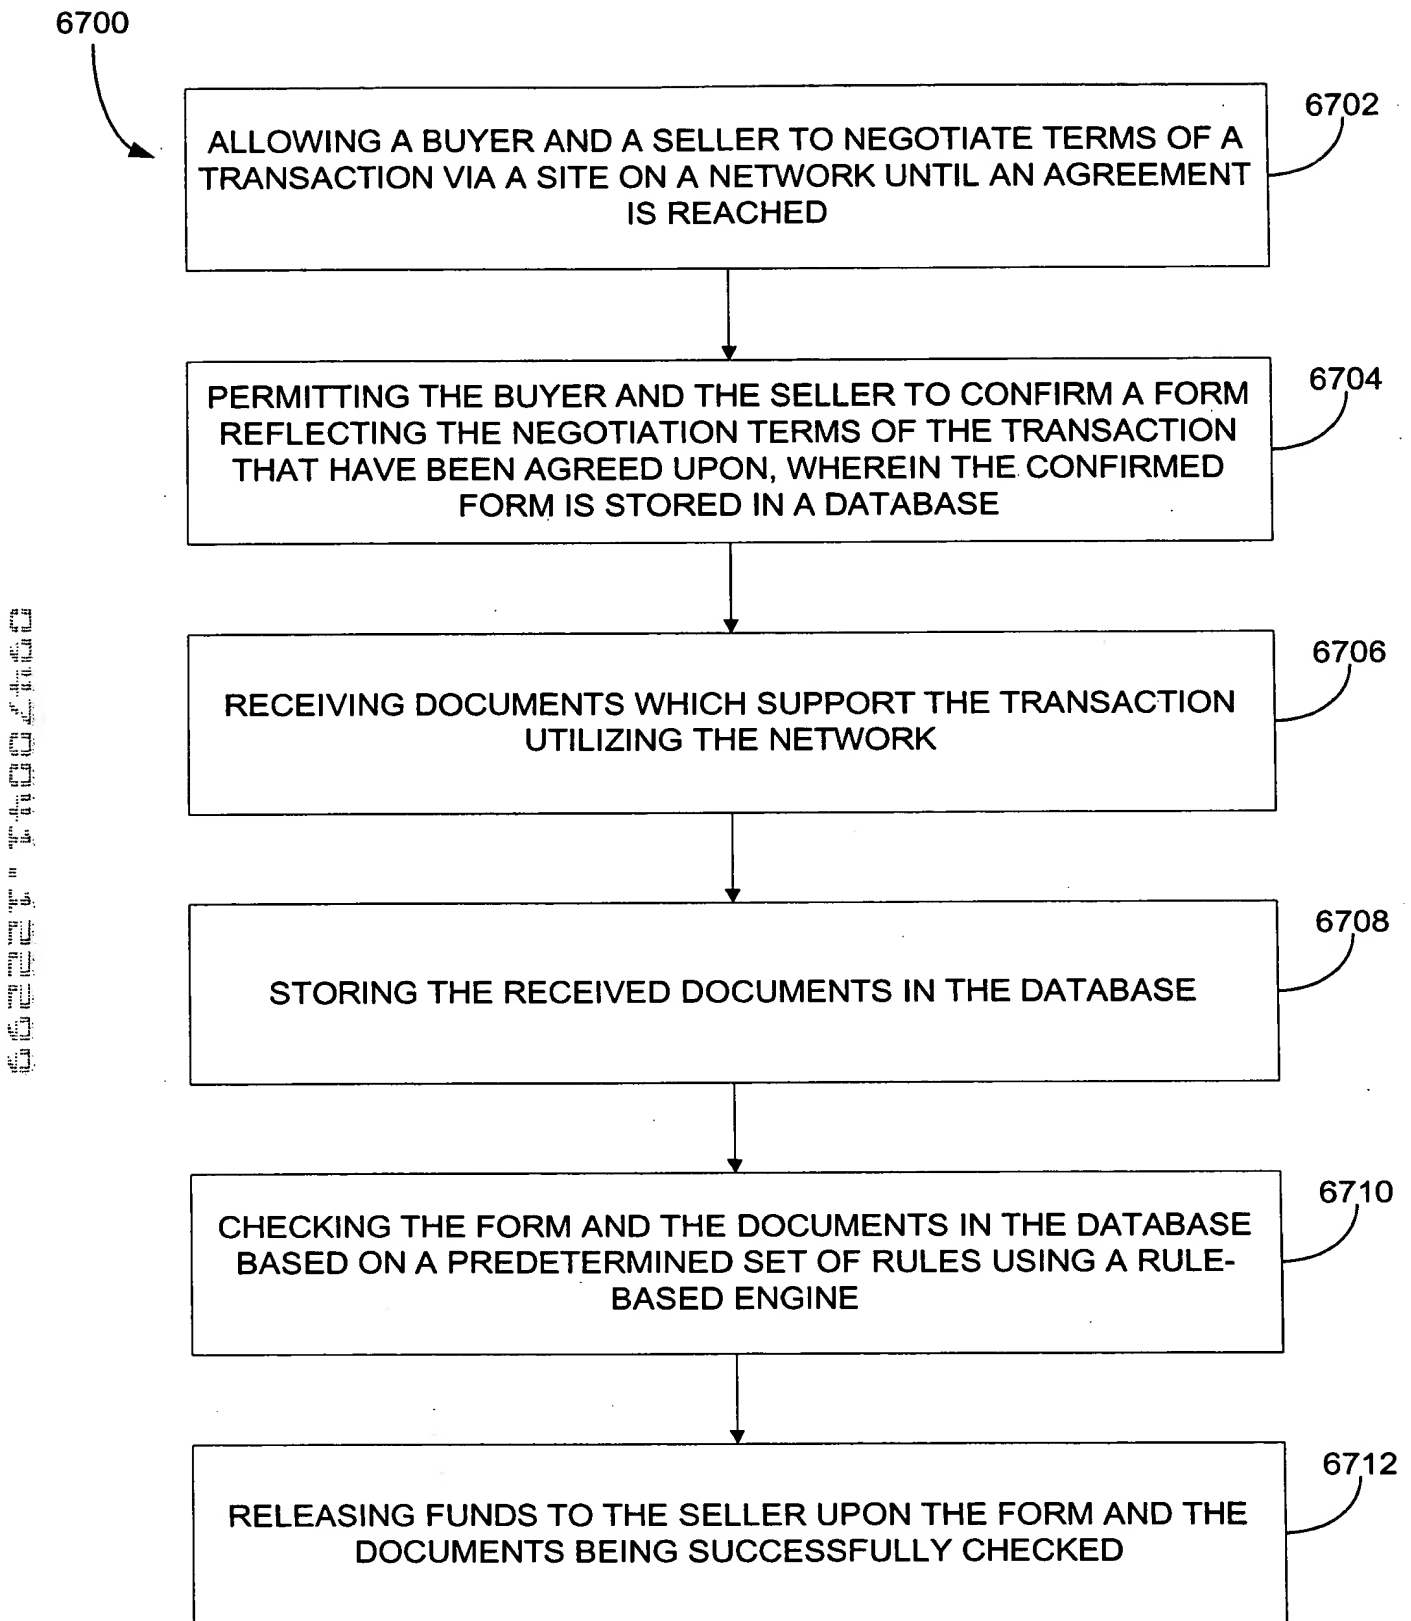 6700
6702
ALLOWING A BUYER AND A SELLER TO NEGOTIATE TERMS OF A
TRANSACTION VIA A SITE ON A NETWORK UNTIL AN AGREEMENT
IS REACHED
6704
PERMITTING THE BUYER AND THE SELLER TO CONFIRM A FORM
REFLECTING THE NEGOTIATION TERMS OF THE TRANSACTION
THAT HAVE BEEN AGREED UPON, WHEREIN THE CONFIRMED
FORM IS STORED IN A DATABASE
6706
RECEIVING DOCUMENTS WHICH SUPPORT THE TRANSACTION
UTILIZING THE NETWORK
6708
STORING THE RECEIVED DOCUMENTS IN THE DATABASE
6710
CHECKING THE FORM AND THE DOCUMENTS IN THE DATABASE
BASED ON A PREDETERMINED SET OF RULES USING A RULE-
BASED ENGINE
6712
RELEASING FUNDS TO THE SELLER UPON THE FORM AND THE
DOCUMENTS BEING SUCCESSFULLY CHECKED